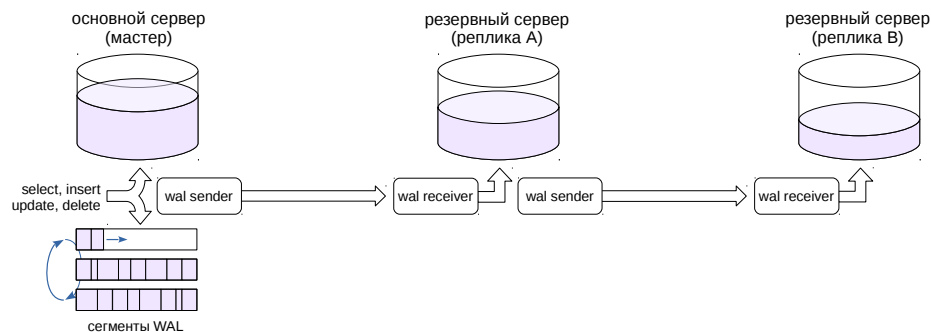 основной сервер
(мастер)
резервный сервер
(реплика A)
резервный сервер
(реплика B)
select, insert
update, delete
wal sender
wal receiver
wal sender
wal receiver
сегменты WAL